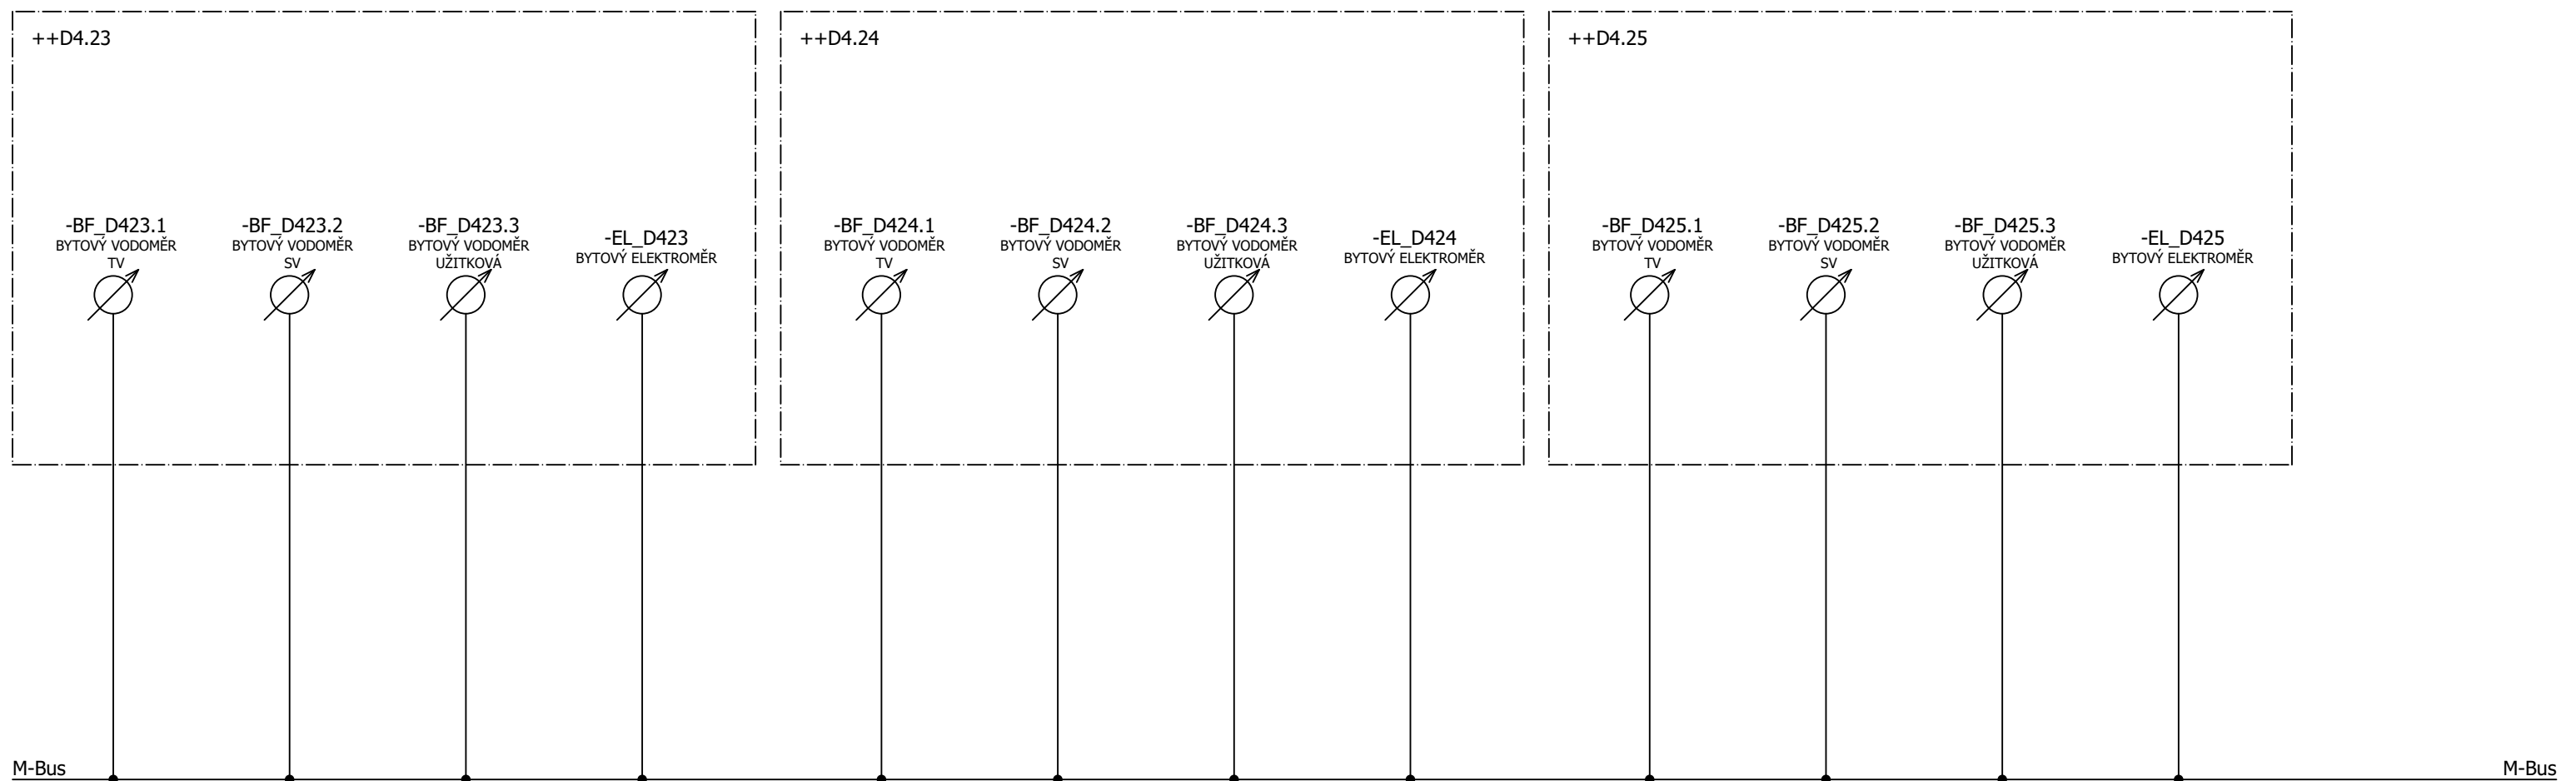 ++D4.23
++D4.24
++D4.25
-BF_D423.1
BYTOVÝ VODOMĚR
TV
-BF_D423.2
BYTOVÝ VODOMĚR
SV
-BF_D423.3
BYTOVÝ VODOMĚR
UŽITKOVÁ
-EL_D423
BYTOVÝ ELEKTROMĚR
-BF_D424.1
BYTOVÝ VODOMĚR
TV
-BF_D424.2
BYTOVÝ VODOMĚR
SV
-BF_D424.3
BYTOVÝ VODOMĚR
UŽITKOVÁ
-EL_D424
BYTOVÝ ELEKTROMĚR
-BF_D425.1
BYTOVÝ VODOMĚR
TV
-BF_D425.2
BYTOVÝ VODOMĚR
SV
-BF_D425.3
BYTOVÝ VODOMĚR
UŽITKOVÁ
-EL_D425
BYTOVÝ ELEKTROMĚR
M-Bus
M-Bus